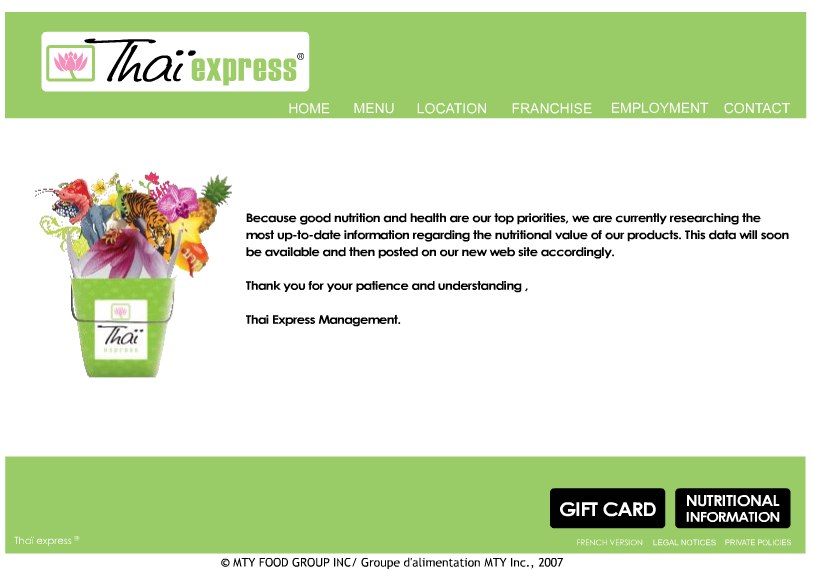 Thaï express®
HOME MENU LOCATION FRANCHISE EMPLOYMENT CONTACT
Because good nutrition and health are our top priorities, we are currently researching the
most up-to-date information regarding the nutritional value of our products. This data will soon
be available and then posted on our new web site accordingly.
Thank you for your patience and understanding ,
Thai Express Management.
Thaï
express
GIFT CARD
NUTRITIONAL
INFORMATION
Thaï express ®
FRENCH VERSION LEGAL NOTICES PRIVATE POLICIES
© MTY FOOD GROUP INC/ Groupe d'alimentation MTY Inc., 2007